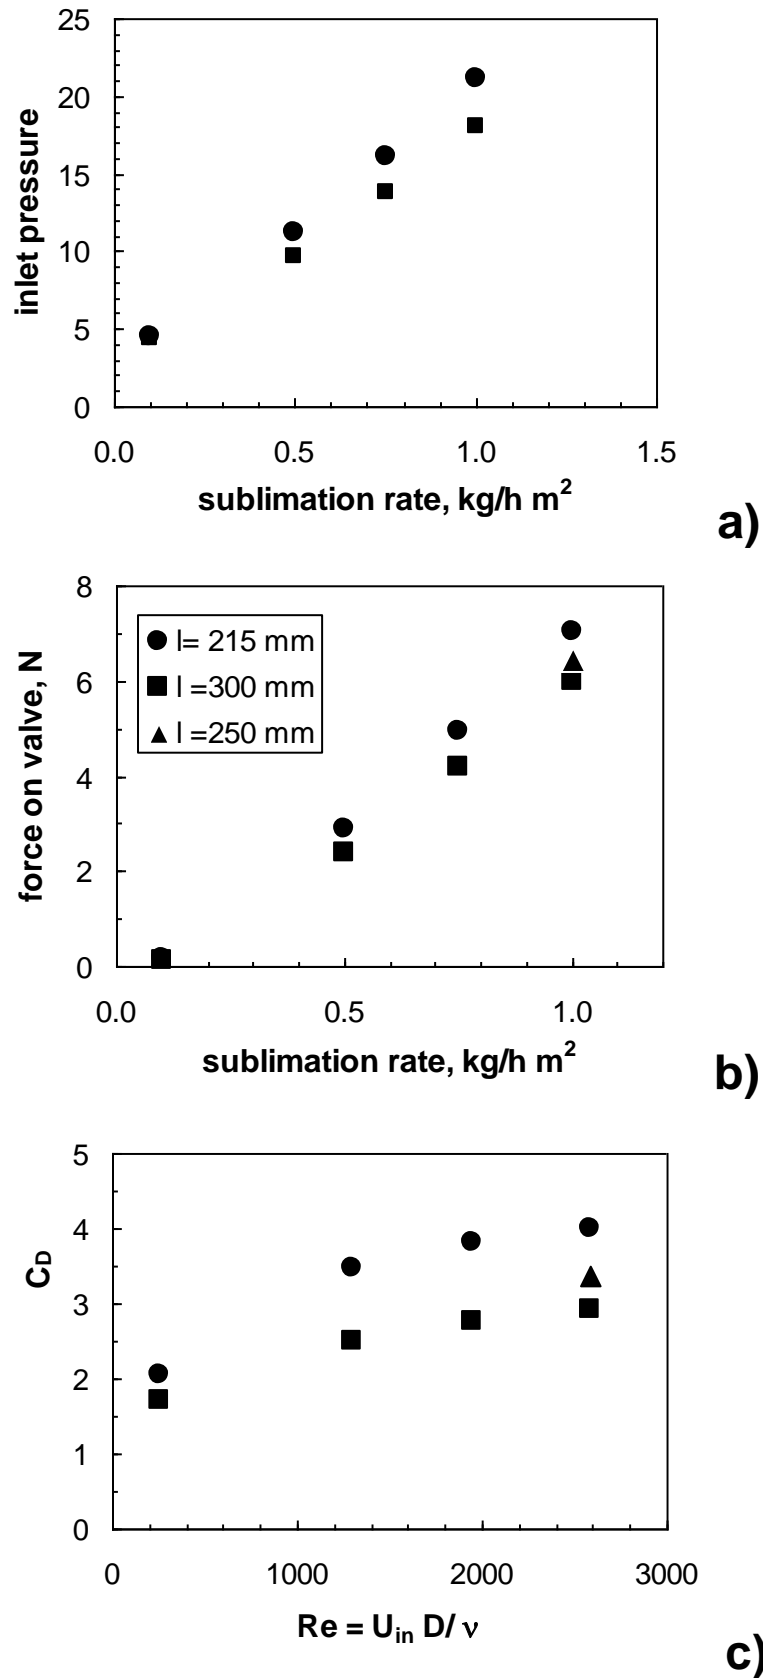 25
20
15
10
5
0
inlet pressure
0.0 0.5 1.0 1.5
sublimation rate, kg/h m²
a)
8
6
4
2
0
force on valve, N
l= 215 mm
l =300 mm
l =250 mm
0.0 0.5 1.0
sublimation rate, kg/h m²
b)
5
4
3
2
1
0
C_D
0 1000 2000 3000
Re = U_in D/ ν
c)